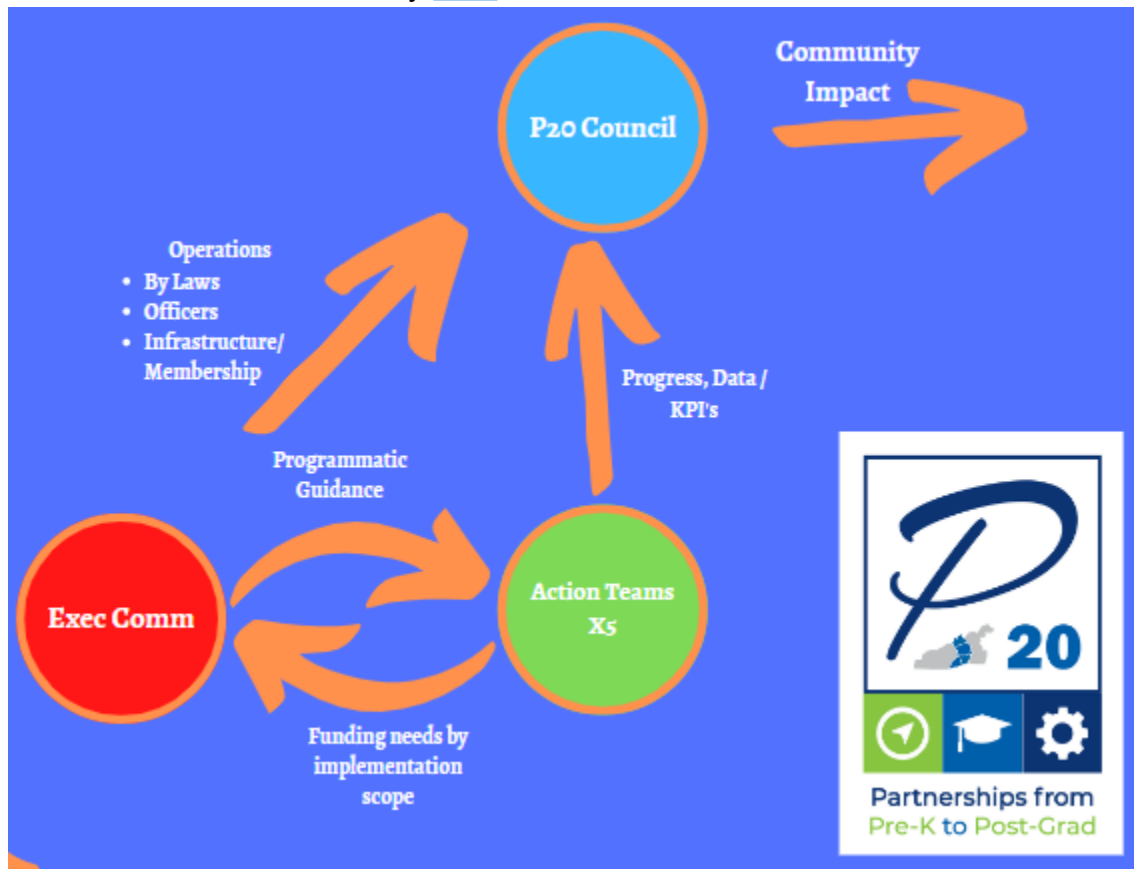 Community
Impact
P20 Council
Operations
• By Laws
• Officers
• Infrastructure/
Membership
Progress, Data /
KPI's
Programmatic
Guidance
Exec Comm
Action Teams
X5
Funding needs by
implementation
scope
P
20
Partnerships from
Pre-K to Post-Grad